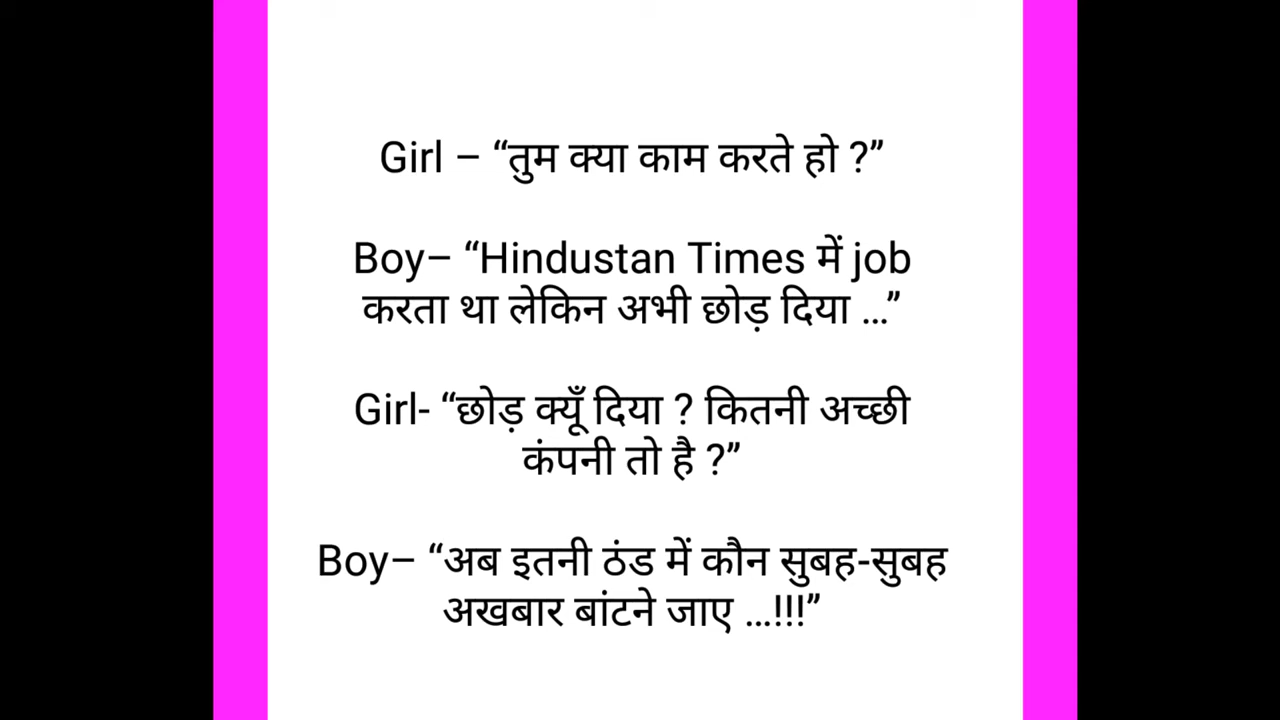 Girl – “तुम क्या काम करते हो ?”
Boy– “Hindustan Times में job
करता था लेकिन अभी छोड़ दिया ...”
Girl- “छोड़ क्यूँ दिया ? कितनी अच्छी
कंपनी तो है ?”
Boy– “अब इतनी ठंड में कौन सुबह-सुबह
अखबार बांटने जाए ...!!!”